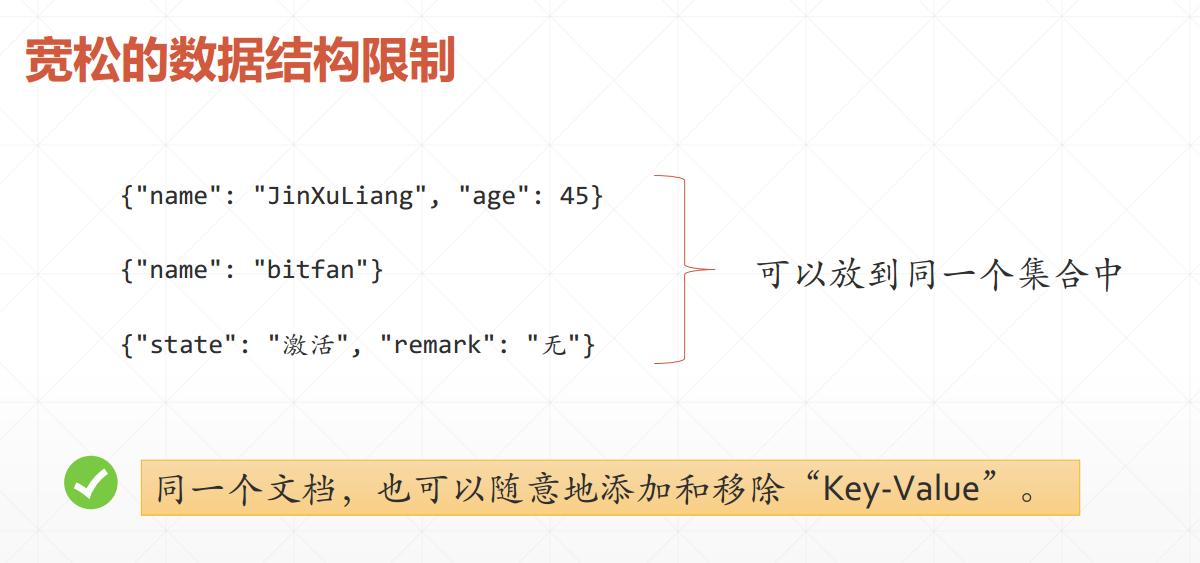 宽松的数据结构限制
{"name": "JinXuLiang", "age": 45}
{"name": "bitfan"}
可以放到同一个集合中
{"state": "激活", "remark": "无"}
同一个文档，也可以随意地添加和移除“Key-Value”。